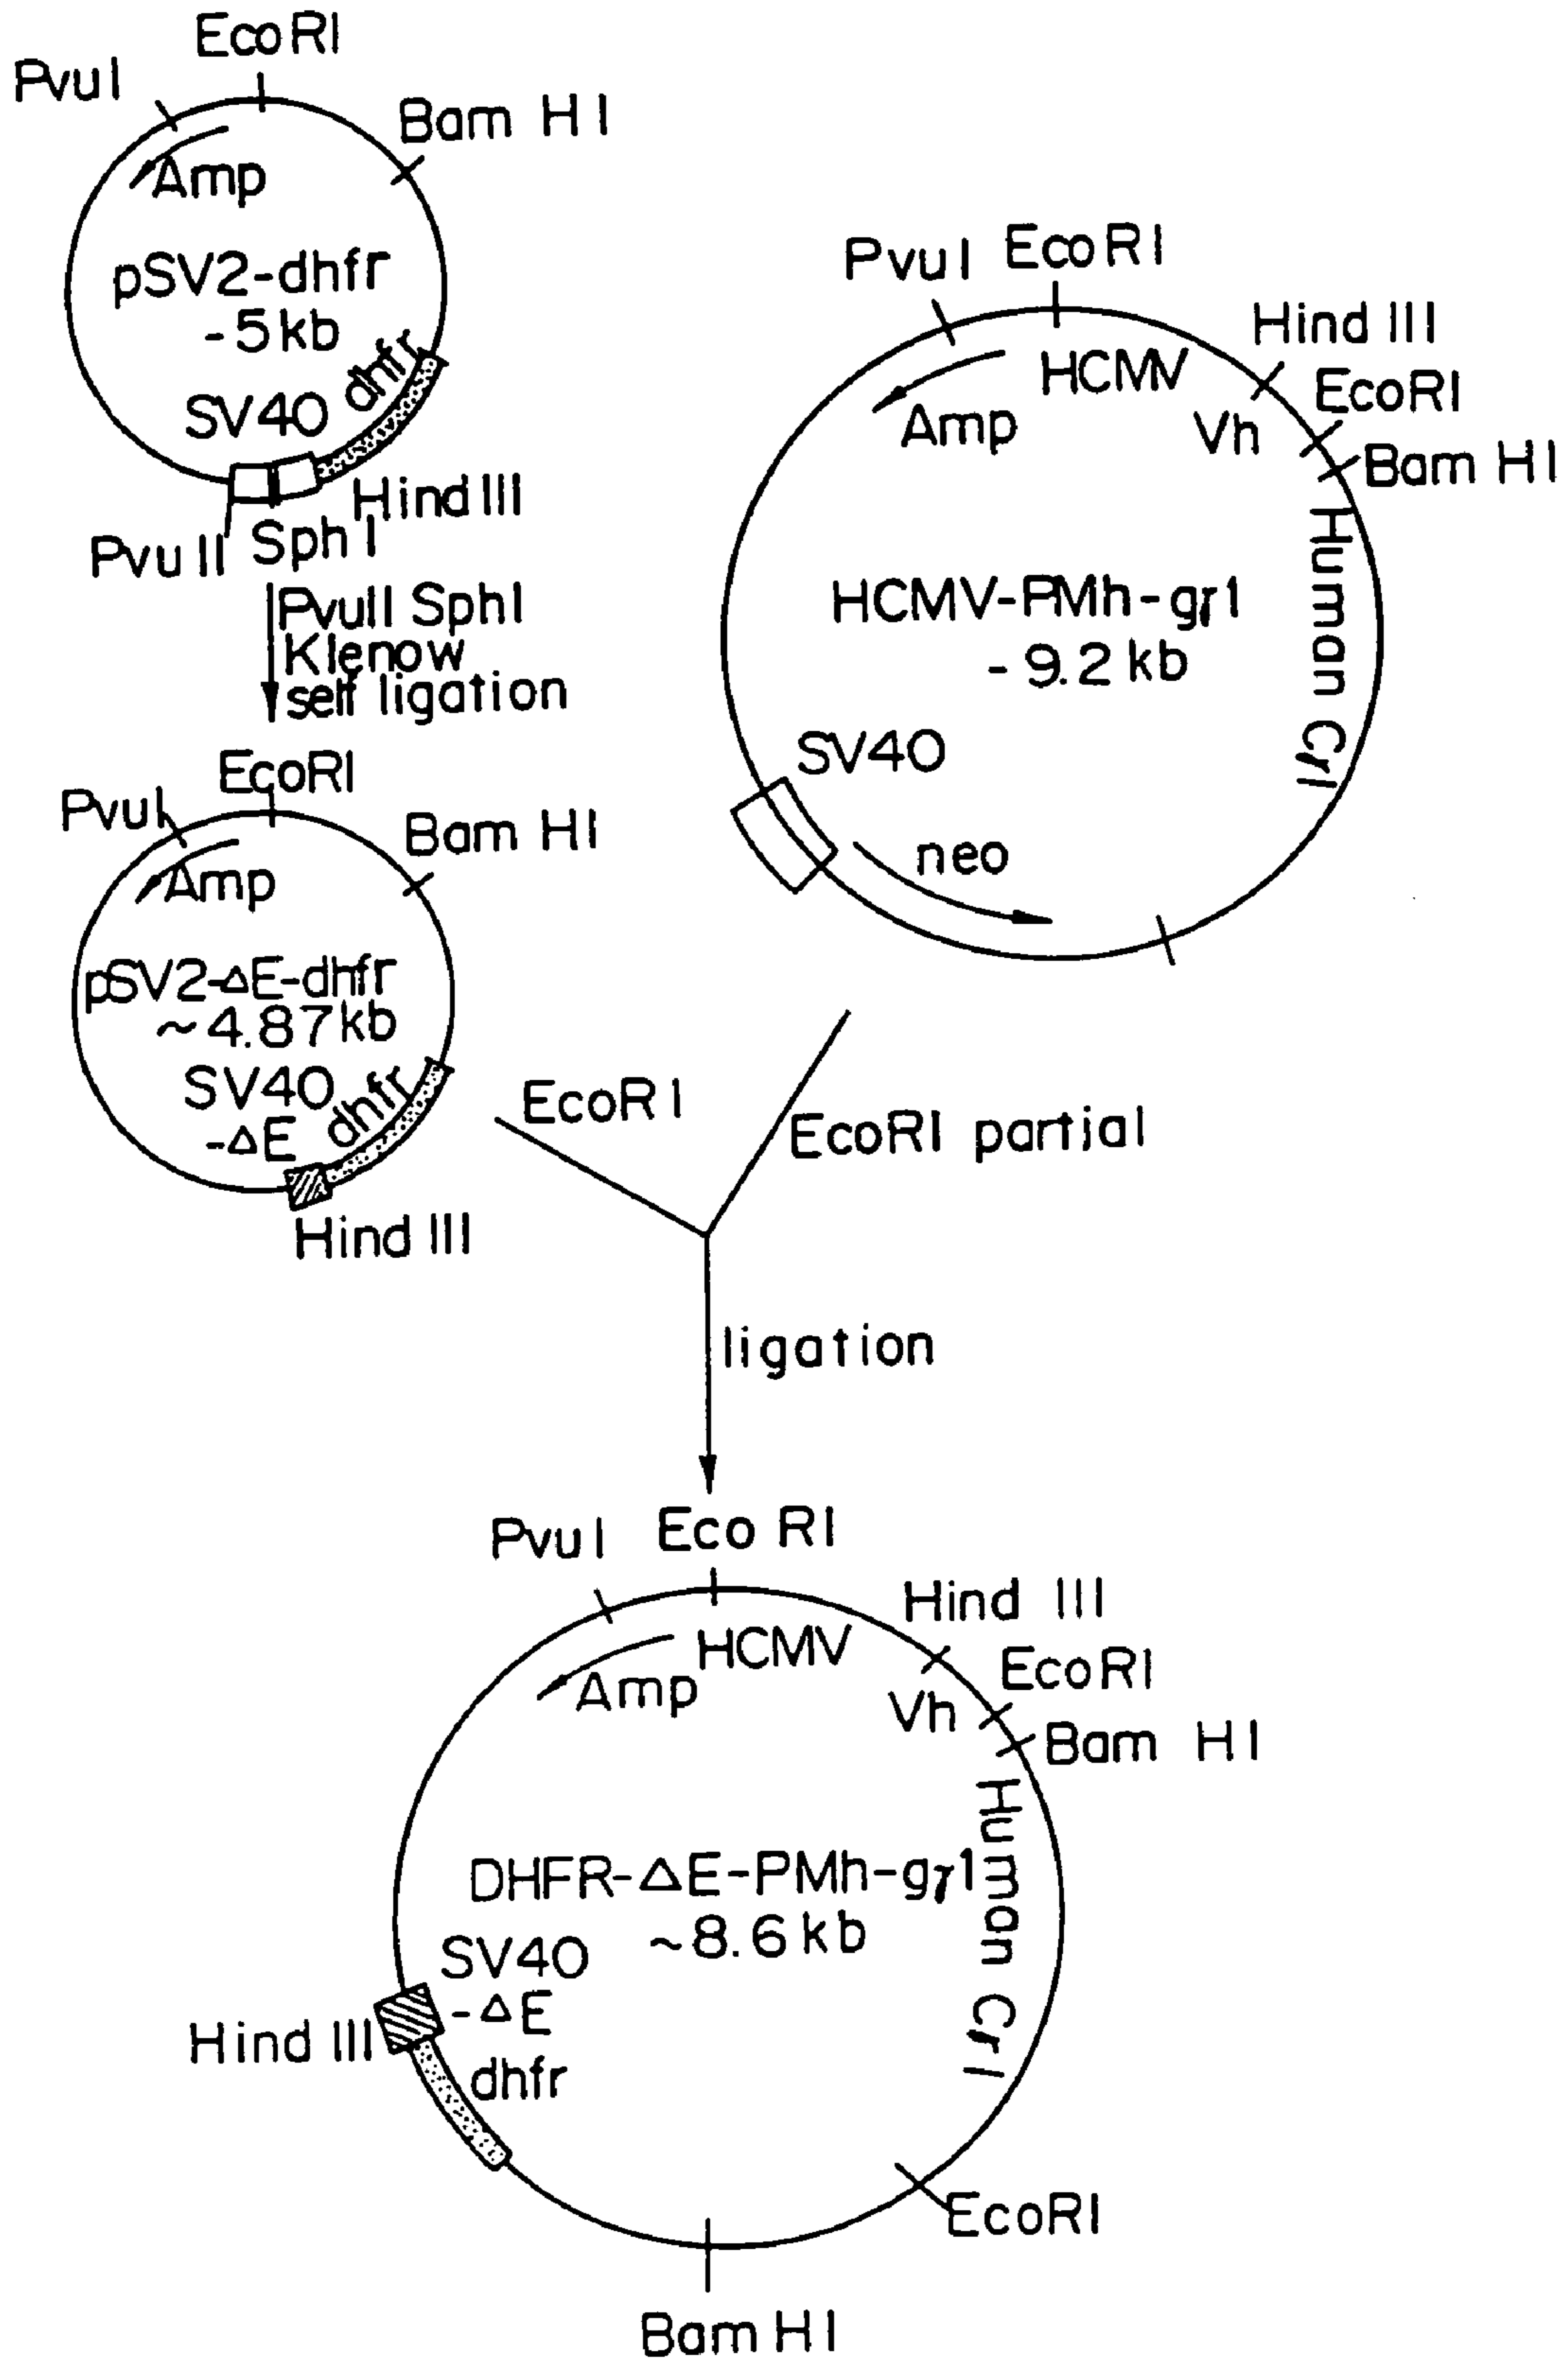 EcoRI
PvuI
Bam HI
Amp
pSV2-dhfr
-5kb
dhfr
SV40
Hind III
PvuII SphI
PvuII SphI
Klenow
self ligation
PvuI EcoRI
Hind III
EcoRI
Bam HI
HCMV
Vh
Amp
Human Cγ1
HCMV-PMh-gγ1
-9.2 kb
SV40
neo
EcoRI
PvuI
Bam HI
Amp
pSV2-ΔE-dhfr
~4.87kb
SV40
-ΔE
dhfr
Hind III
EcoRI
EcoRI partial
ligation
PvuI Eco RI
Hind III
EcoRI
Bam HI
HCMV
Amp
Vh
Human Cγ1
DHFR-ΔE-PMh-gγ1
~8.6kb
SV40
-ΔE
Hind III
dhfr
EcoRI
Bam HI